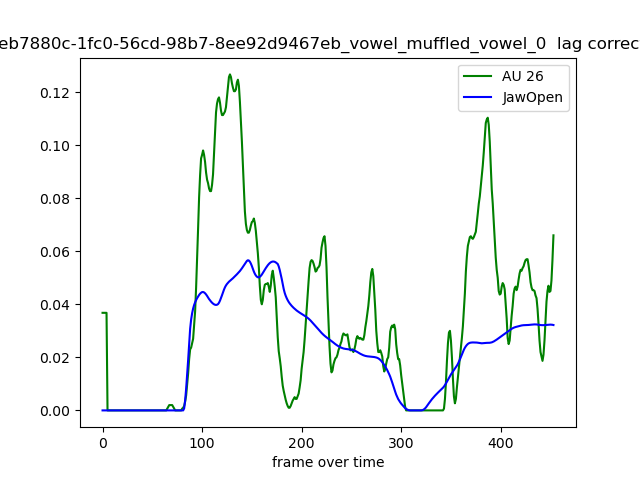 eb7880c-1fc0-56cd-98b7-8ee92d9467eb_vowel_muffled_vowel_0 lag correc
AU 26
JawOpen
0.12
0.10
0.08
0.06
0.04
0.02
0.00
0 100 200 300 400
frame over time